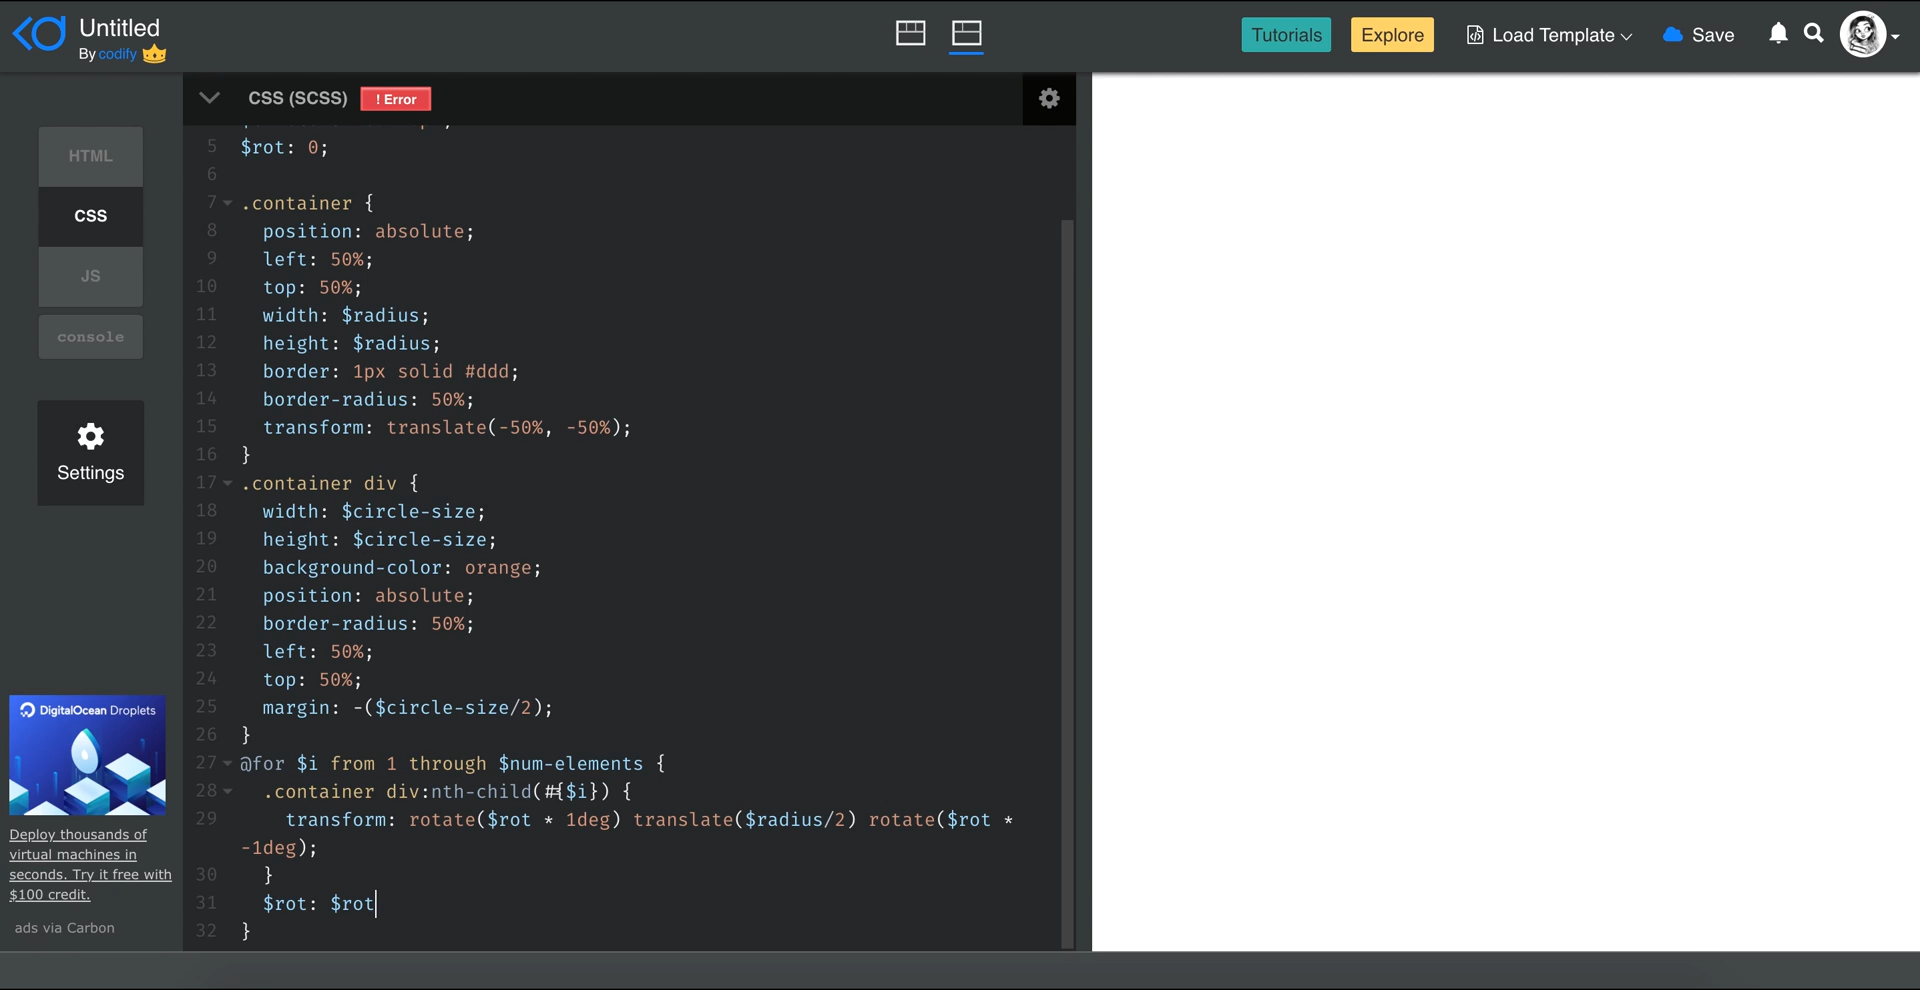 Untitled
By codify
Tutorials
Explore
Load Template
Save
CSS (SCSS)
! Error
HTML
CSS
JS
console
Settings
DigitalOcean Droplets
Deploy thousands of
virtual machines in
seconds. Try it free with
$100 credit.
ads via Carbon
5 $rot: 0;
6
7 .container {
8 position: absolute;
9 left: 50%;
10 top: 50%;
11 width: $radius;
12 height: $radius;
13 border: 1px solid #ddd;
14 border-radius: 50%;
15 transform: translate(-50%, -50%);
16 }
17 .container div {
18 width: $circle-size;
19 height: $circle-size;
20 background-color: orange;
21 position: absolute;
22 border-radius: 50%;
23 left: 50%;
24 top: 50%;
25 margin: -($circle-size/2);
26 }
27 @for $i from 1 through $num-elements {
28 .container div:nth-child(#{$i}) {
29 transform: rotate($rot * 1deg) translate($radius/2) rotate($rot *
-1deg);
30 }
31 $rot: $rot
32 }